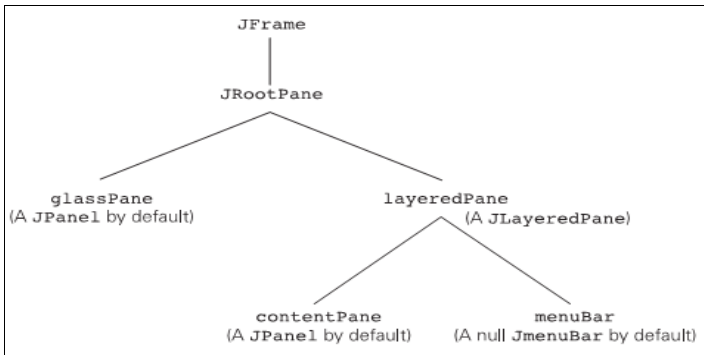 JFrame
JRootPane
glassPane
(A JPanel by default)
layeredPane
(A JLayeredPane)
contentPane
(A JPanel by default)
menuBar
(A null JmenuBar by default)